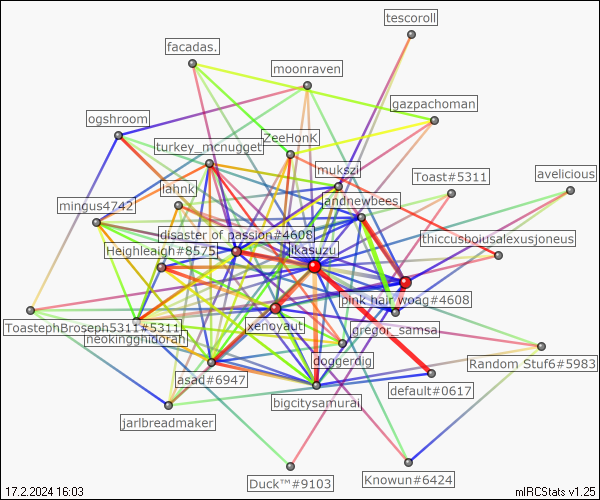 tescoroll
facadas.
moonraven
gazpachoman
ogshroom
ZeeHonK
turkey_mcnugget
mukszi
Toast#5311
avelicious
lahnk
andnewbees
mingus4742
disaster of passion#4608
thiccusboiusalexusjoneus
Heighleaigh#8575
pikasuzu
pink hair woag#4608
ToastephBroseph5311#5311
xenoyaut
gregor_samsa
neokingghidorah
doggerdig
Random Stuf6#5983
asad#6947
default#0617
bigcitysamurai
jarlbreadmaker
Duck™#9103
Knowun#6424
17.2.2024 16:03
mIRCStats v1.25